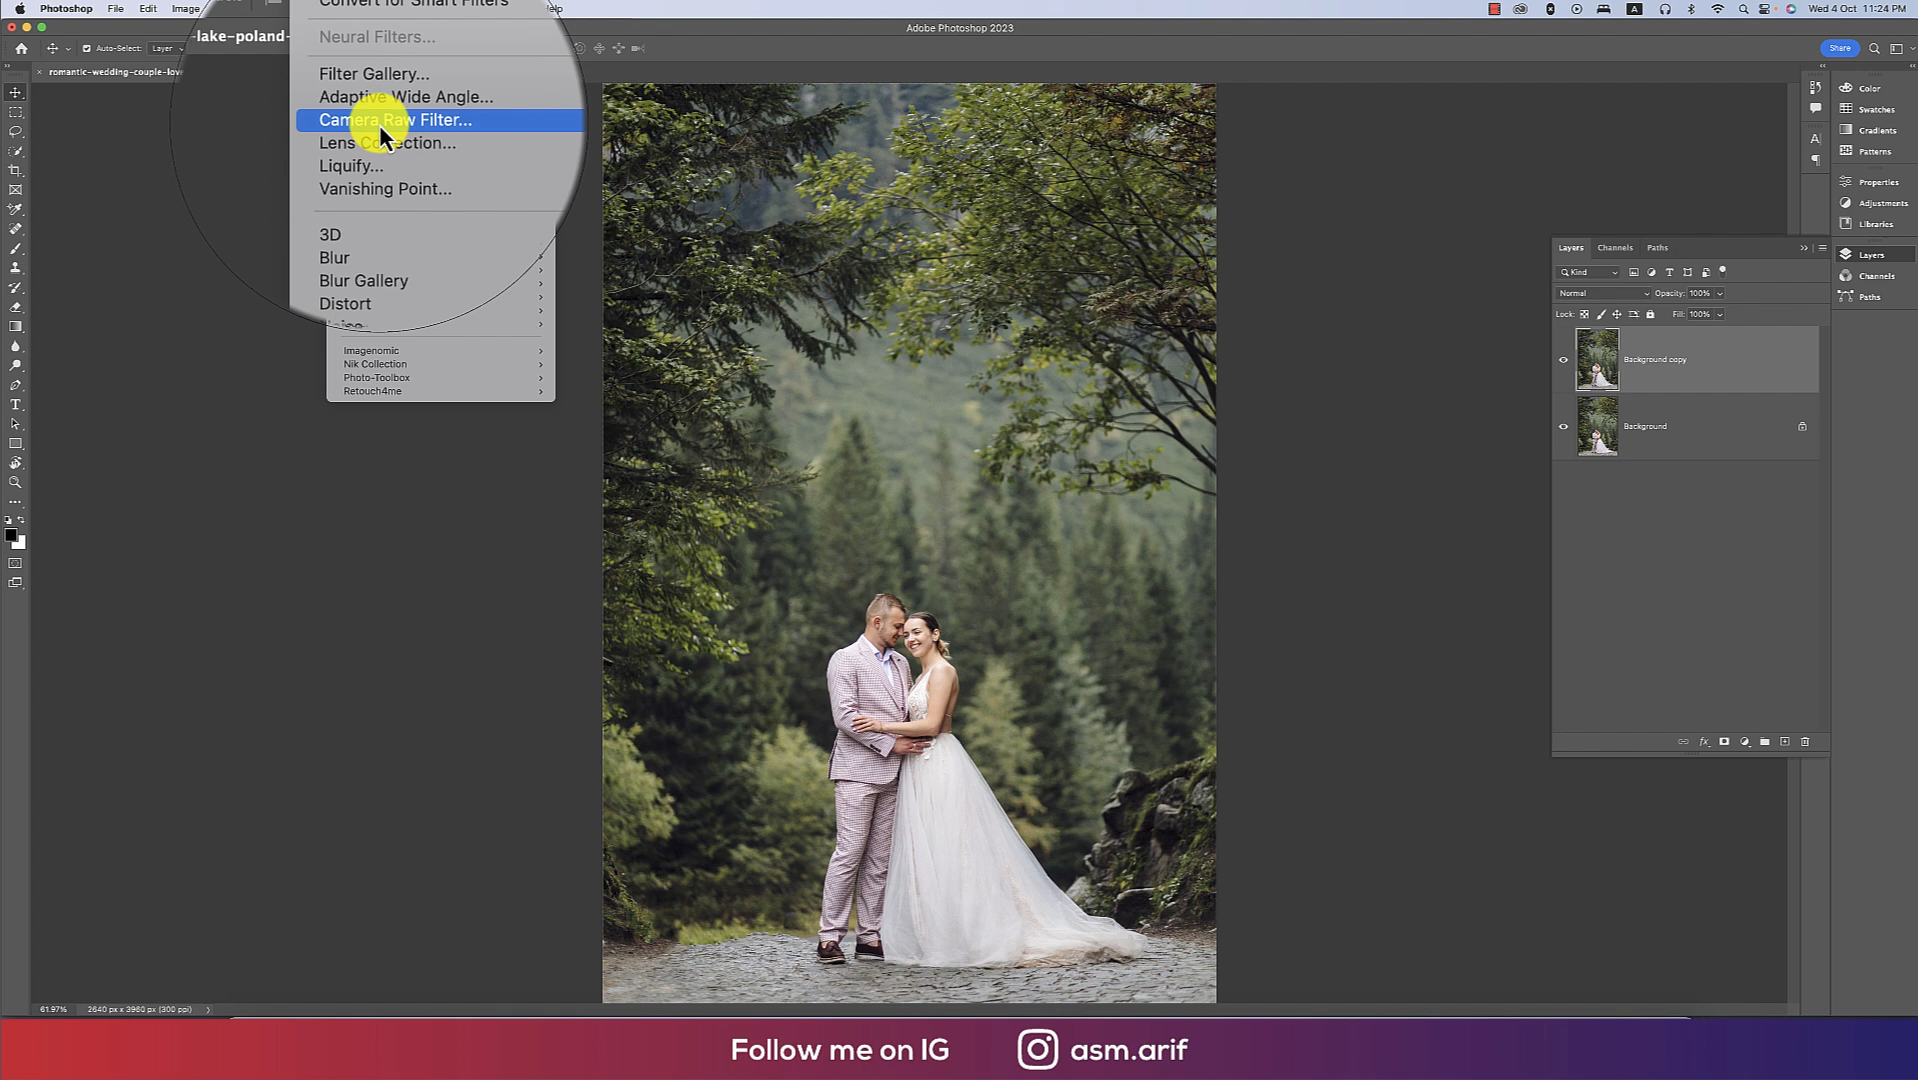 Photoshop File Edit Image
Wed 4 Oct 11:24 PM
Convert for Smart Filters
-lake-poland-
Adobe Photoshop 2023
Neural Filters...
Auto-Select: Layer
Share
romantic-wedding-couple-love
Filter Gallery...
Adaptive Wide Angle...
Camera Raw Filter...
Lens Correction...
Liquify...
Vanishing Point...
3D
Blur
Blur Gallery
Distort
Imagenomic
Nik Collection
Photo-Toolbox
Retouch4me
Color
Swatches
Gradients
Patterns
Properties
Adjustments
Libraries
Layers
Channels
Paths
Layers Channels Paths
Kind
Normal Opacity: 100%
Lock: Fill: 100%
Background copy
Background
61.97% 2640 px x 3960 px (300 ppi)
Follow me on IG asm.arif